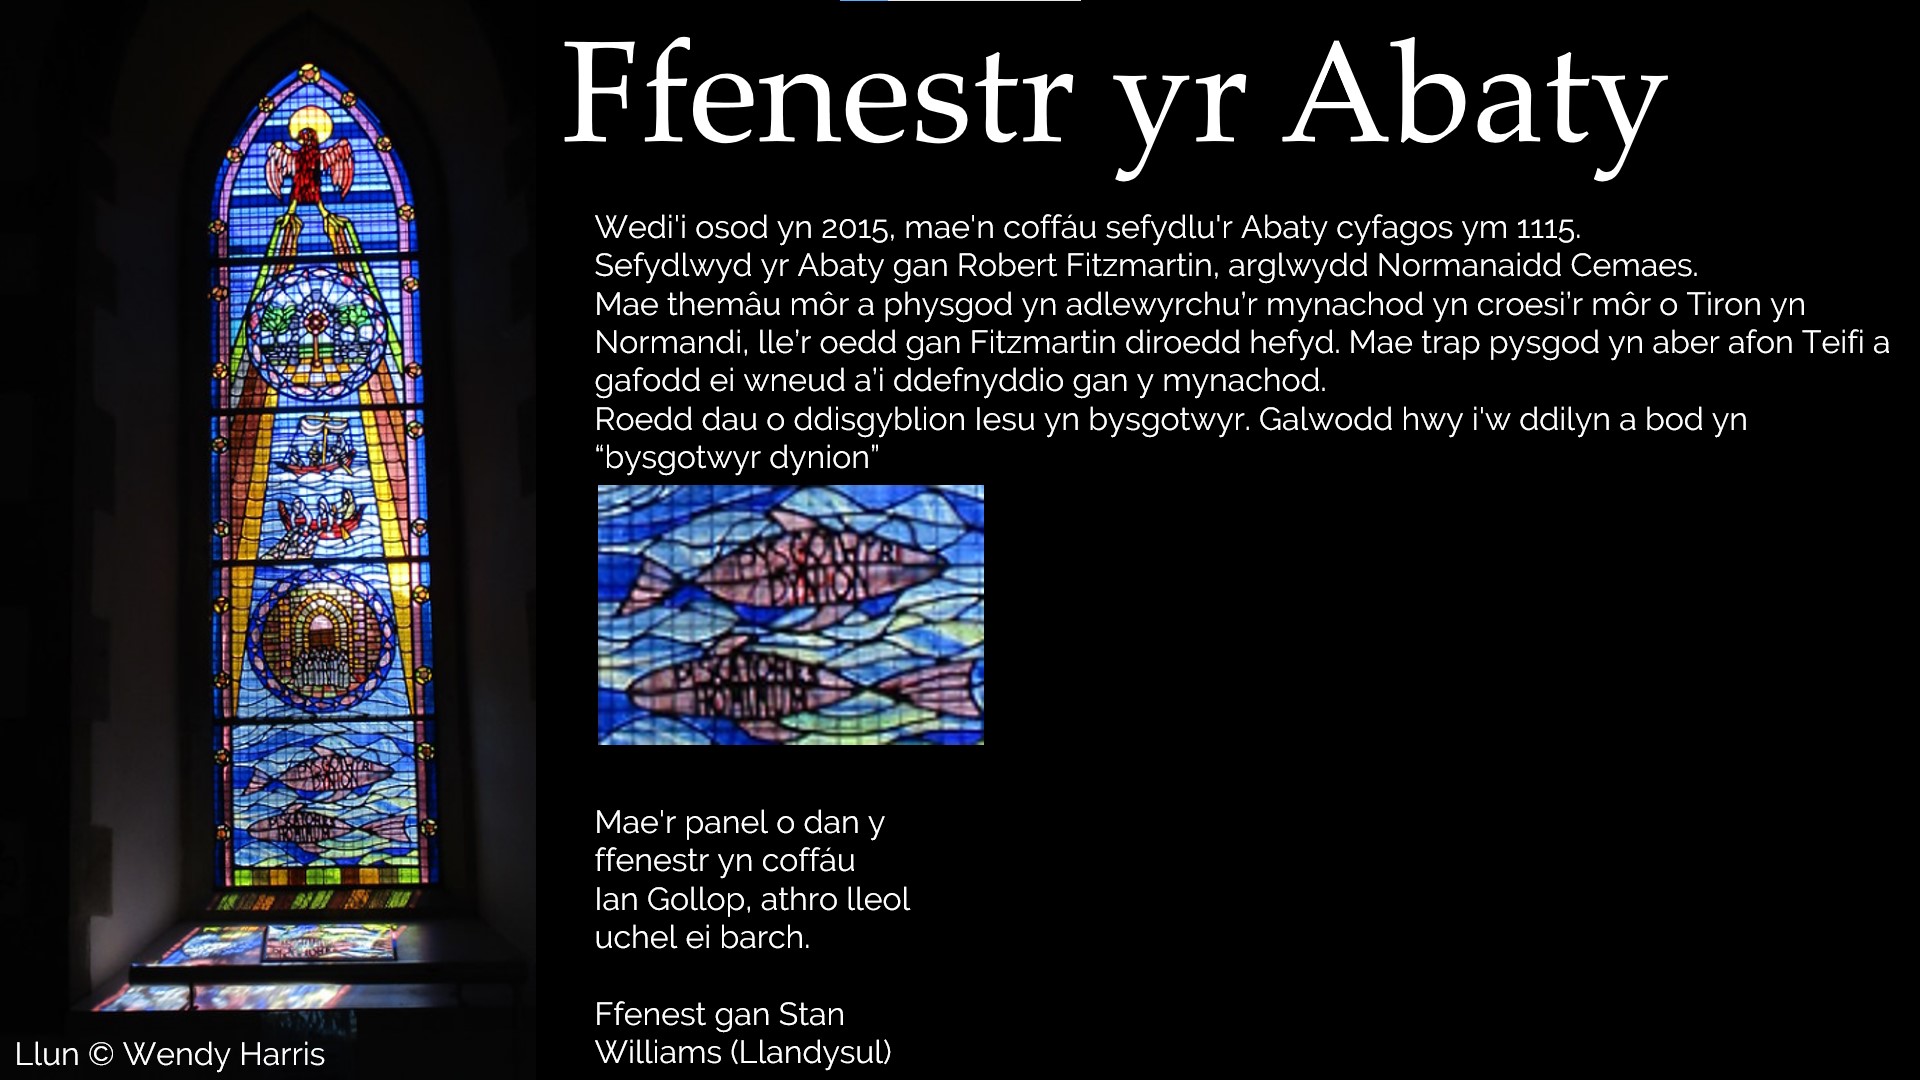 Ffenestr yr Abaty
Wedi'i osod yn 2015, mae'n coffáu sefydlu'r Abaty cyfagos ym 1115.
Sefydlwyd yr Abaty gan Robert Fitzmartin, arglwydd Normanaidd Cemaes.
Mae themâu môr a physgod yn adlewyrchu’r mynachod yn croesi’r môr o Tiron yn
Normandi, lle’r oedd gan Fitzmartin diroedd hefyd. Mae trap pysgod yn aber afon Teifi a
gafodd ei wneud a’i ddefnyddio gan y mynachod.
Roedd dau o ddisgyblion Iesu yn bysgotwyr. Galwodd hwy i'w ddilyn a bod yn
“bysgotwyr dynion”
PYSGOTWYR
DYNION
PISCATORES
HOMINUM
Mae'r panel o dan y
ffenestr yn coffáu
Ian Gollop, athro lleol
uchel ei barch.
Ffenest gan Stan
Williams (Llandysul)
Llun © Wendy Harris